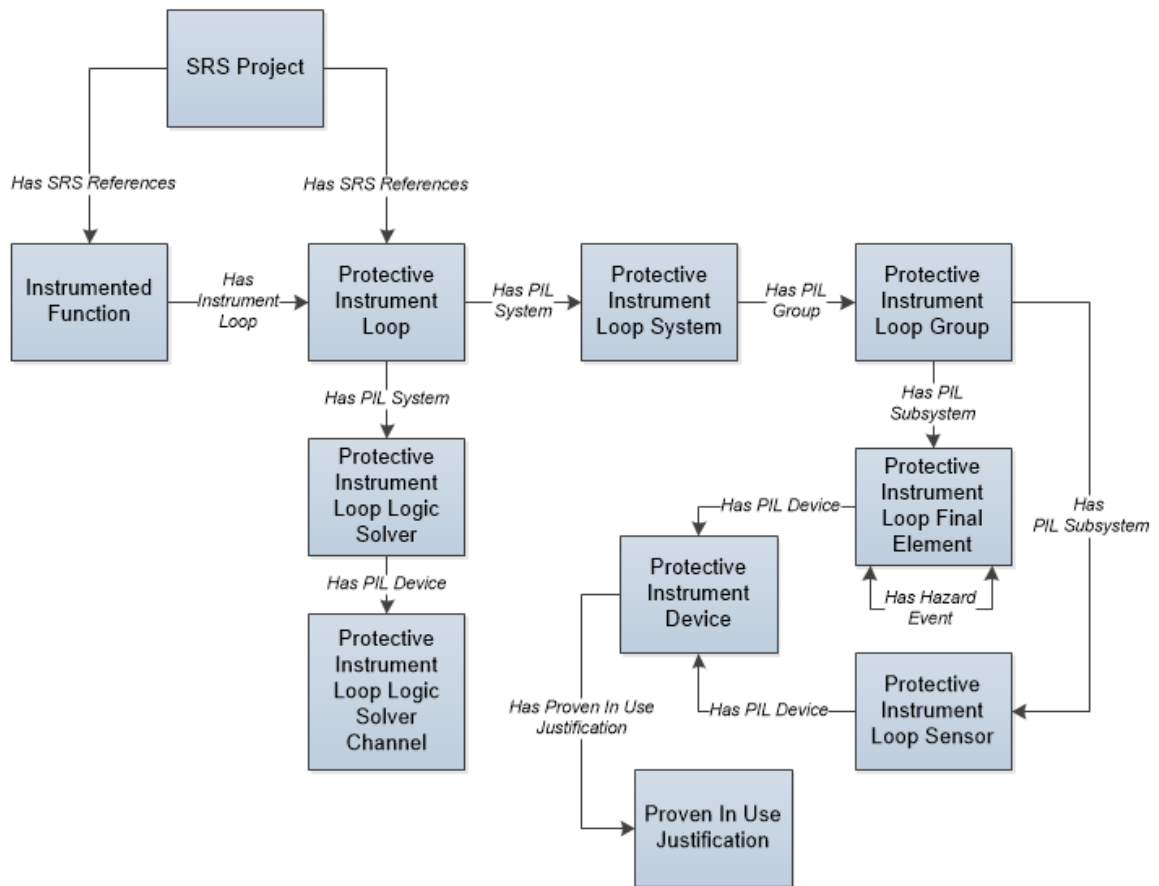 SRS Project
Has SRS References
Has SRS References
Instrumented
Function
Has
Instrument
Loop
Protective
Instrument
Loop
Has PIL
System
Protective
Instrument
Loop System
Has PIL
Group
Protective
Instrument
Loop Group
Has PIL System
Has PIL
Subsystem
Protective
Instrument
Loop Logic
Solver
Protective
Instrument
Loop Final
Element
Has
PIL Subsystem
Has PIL Device
Has PIL Device
Protective
Instrument
Device
Has Hazard
Event
Protective
Instrument
Loop Logic
Solver
Channel
Has Proven In Use
Justification
Has PIL Device
Protective
Instrument
Loop Sensor
Proven In Use
Justification